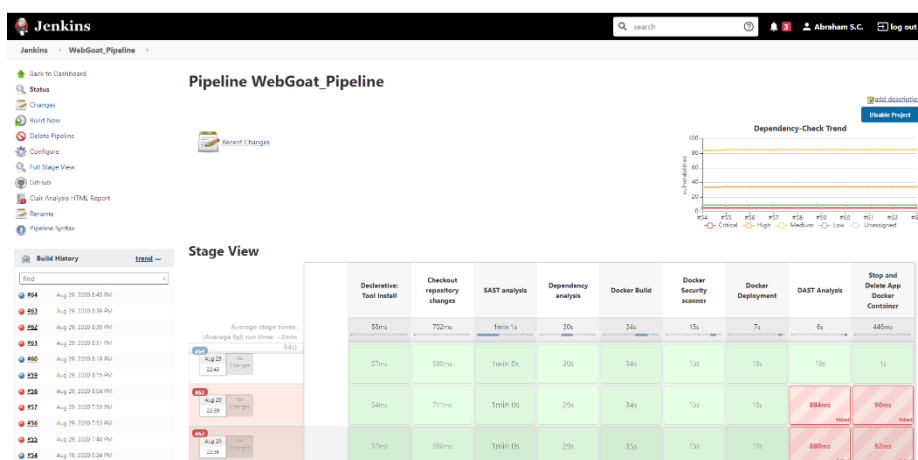 Jenkins
search
3
Abraham S.C.
log out
Jenkins
WebGoat_Pipeline
Back to Dashboard
Status
Changes
Build Now
Delete Pipeline
Configure
Full Stage View
GitHub
Clair Analysis HTML Report
Rename
Pipeline Syntax
Pipeline WebGoat_Pipeline
Recent Changes
add descriptio
Disable Project
Dependency-Check Trend
vulnerabilities
100
80
60
40
20
0
#54 #55 #56 #57 #58 #59 #60 #61 #62 #6
Critical High Medium Low Unassigned
Build History
trend —
find
x
#64 Aug 29, 2020 8:43 PM
#63 Aug 29, 2020 8:39 PM
#62 Aug 29, 2020 8:36 PM
#61 Aug 29, 2020 8:31 PM
#60 Aug 29, 2020 8:18 PM
#59 Aug 29, 2020 8:15 PM
#58 Aug 29, 2020 8:04 PM
#57 Aug 29, 2020 7:59 PM
#56 Aug 29, 2020 7:53 PM
#55 Aug 29, 2020 7:44 PM
#54 Aug 16, 2020 6:24 PM
Stage View
Declarative: Tool Install
Checkout repository changes
SAST analysis
Dependency analysis
Docker Build
Docker Security scanner
Docker Deployment
DAST Analysis
Stop and Delete App Docker Container
Average stage times:
(Average full run time: ~2min
54s)
58ms 702ms 1min 1s 30s 34s 15s 7s 6s 446ms
#64
Aug 29
22:43
No Changes
57ms 690ms 1min 0s 30s 34s 15s 10s 19s 1s
#63
Aug 29
22:39
No Changes
54ms 711ms 1min 0s 29s 34s 15s 10s 884ms failed 90ms failed
#62
Aug 29
22:36
No Changes
57ms 686ms 1min 0s 29s 35s 15s 10s 880ms 92ms